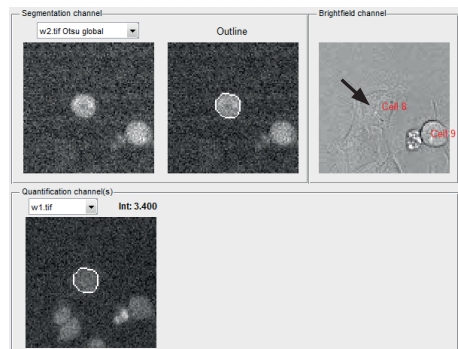 Segmentation channel
w2.tif Otsu global
Outline
Brightfield channel
Cell 8
Cell 9
Quantification channel(s)
w1.tif
Int: 3.400